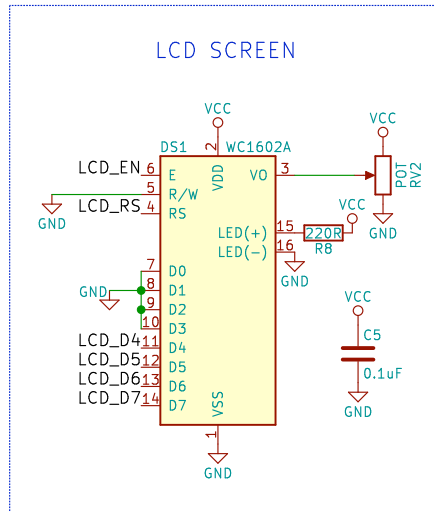 LCD SCREEN
VCC
VCC
DS1 WC1602A
2
VDD
LCD_EN 6 E
VO 3
POT
RV2
5 R/W
GND
LCD_RS 4 RS
VCC
GND
LED(+) 15 220R
R8
LED(-) 16
GND
7 D0
GND 8 D1
9 D2
10 D3
VCC
C5
0.1uF
GND
LCD_D4 11 D4
LCD_D5 12 D5
LCD_D6 13 D6
LCD_D7 14 D7
VSS
1
GND